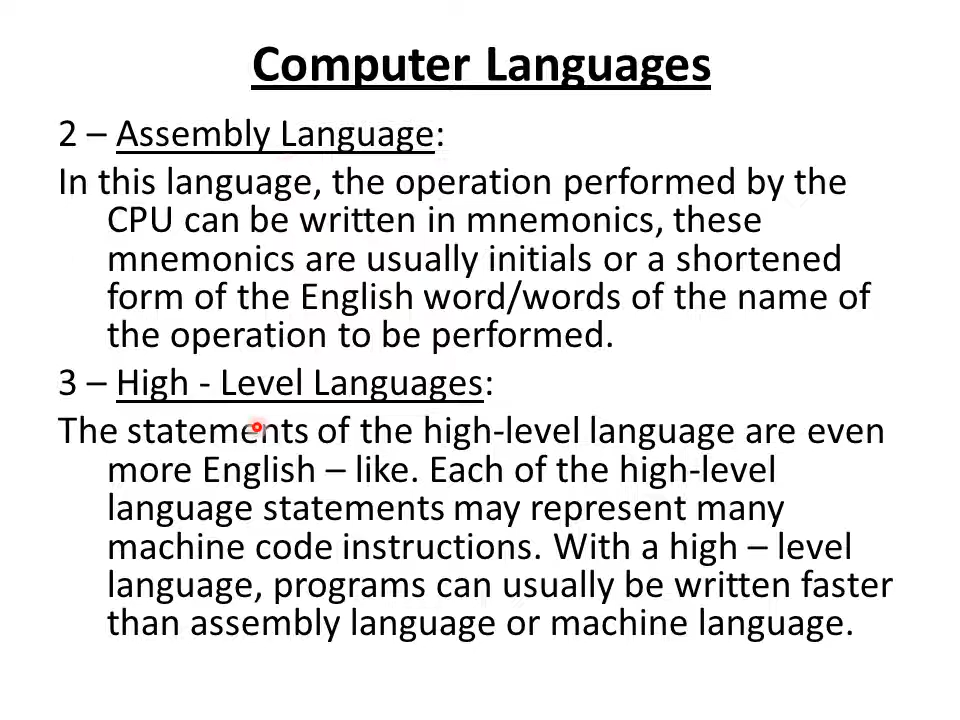 Computer Languages
2 – Assembly Language:
In this language, the operation performed by the
CPU can be written in mnemonics, these
mnemonics are usually initials or a shortened
form of the English word/words of the name of
the operation to be performed.
3 – High - Level Languages:
The statements of the high-level language are even
more English – like. Each of the high-level
language statements may represent many
machine code instructions. With a high – level
language, programs can usually be written faster
than assembly language or machine language.